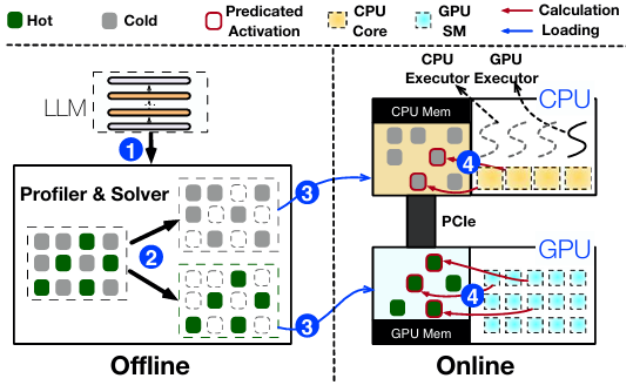 Hot
Cold
Predicated
Activation
CPU
Core
GPU
SM
Calculation
Loading
LLM
1
Profiler & Solver
2
3
3
Offline
CPU
Executor
GPU
Executor
CPU Mem
CPU
4
PCIe
GPU
4
GPU Mem
Online